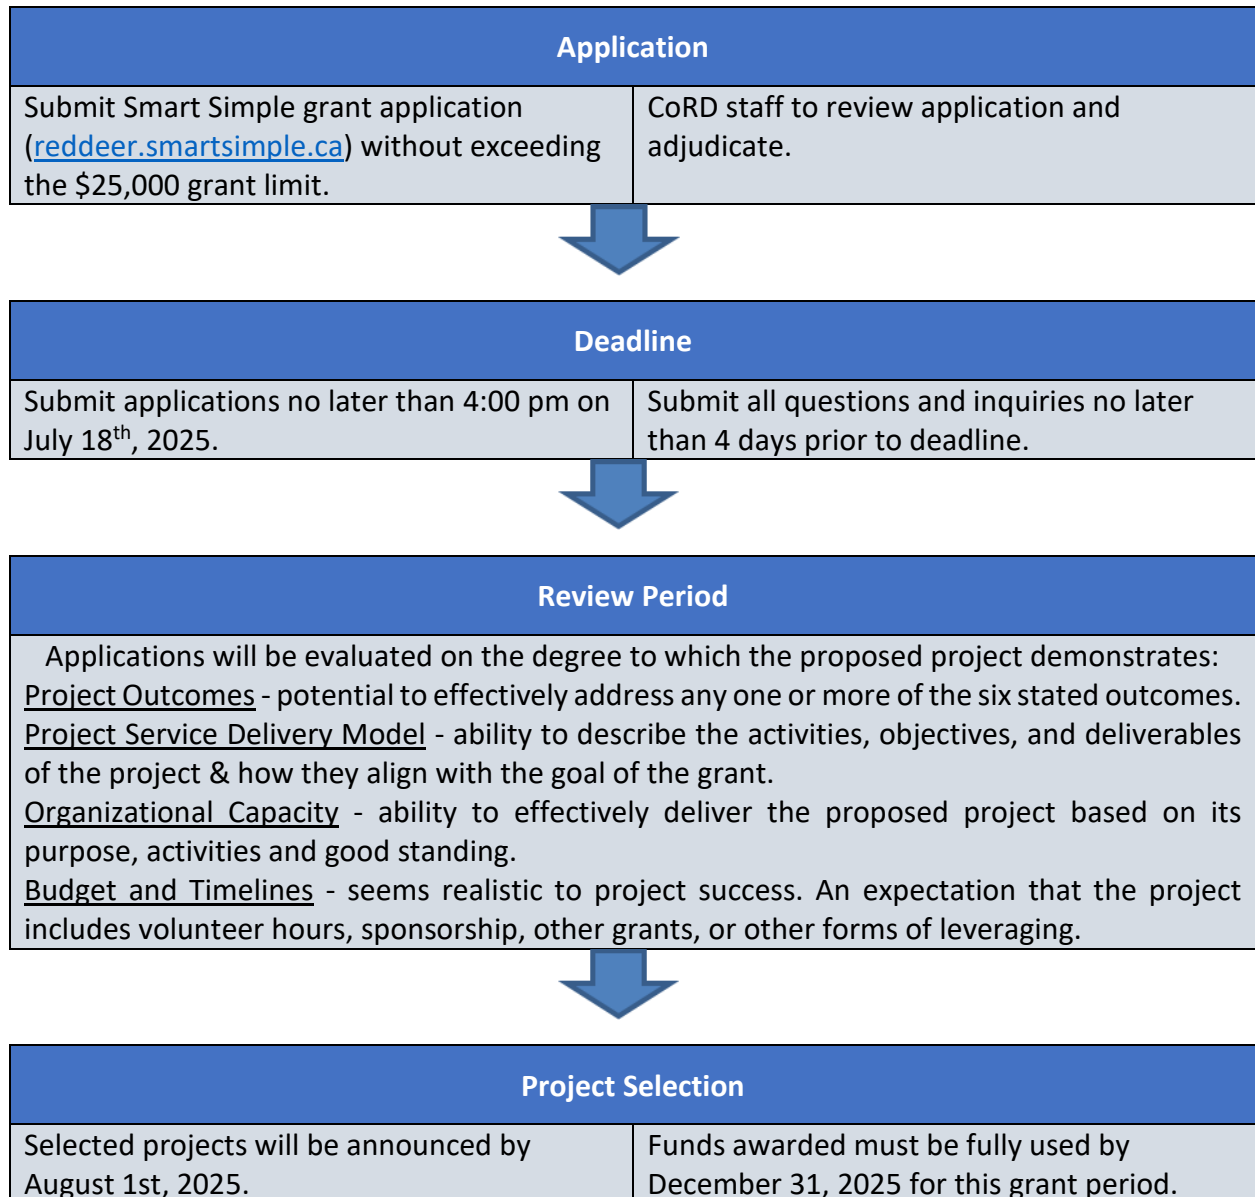 Application
Submit Smart Simple grant application
(reddeer.smartsimple.ca) without exceeding
the $25,000 grant limit.
CoRD staff to review application and
adjudicate.
Deadline
Submit applications no later than 4:00 pm on
July 18th, 2025.
Submit all questions and inquiries no later
than 4 days prior to deadline.
Review Period
Applications will be evaluated on the degree to which the proposed project demonstrates:
Project Outcomes - potential to effectively address any one or more of the six stated outcomes.
Project Service Delivery Model - ability to describe the activities, objectives, and deliverables
of the project & how they align with the goal of the grant.
Organizational Capacity - ability to effectively deliver the proposed project based on its
purpose, activities and good standing.
Budget and Timelines - seems realistic to project success. An expectation that the project
includes volunteer hours, sponsorship, other grants, or other forms of leveraging.
Project Selection
Selected projects will be announced by
August 1st, 2025.
Funds awarded must be fully used by
December 31, 2025 for this grant period.